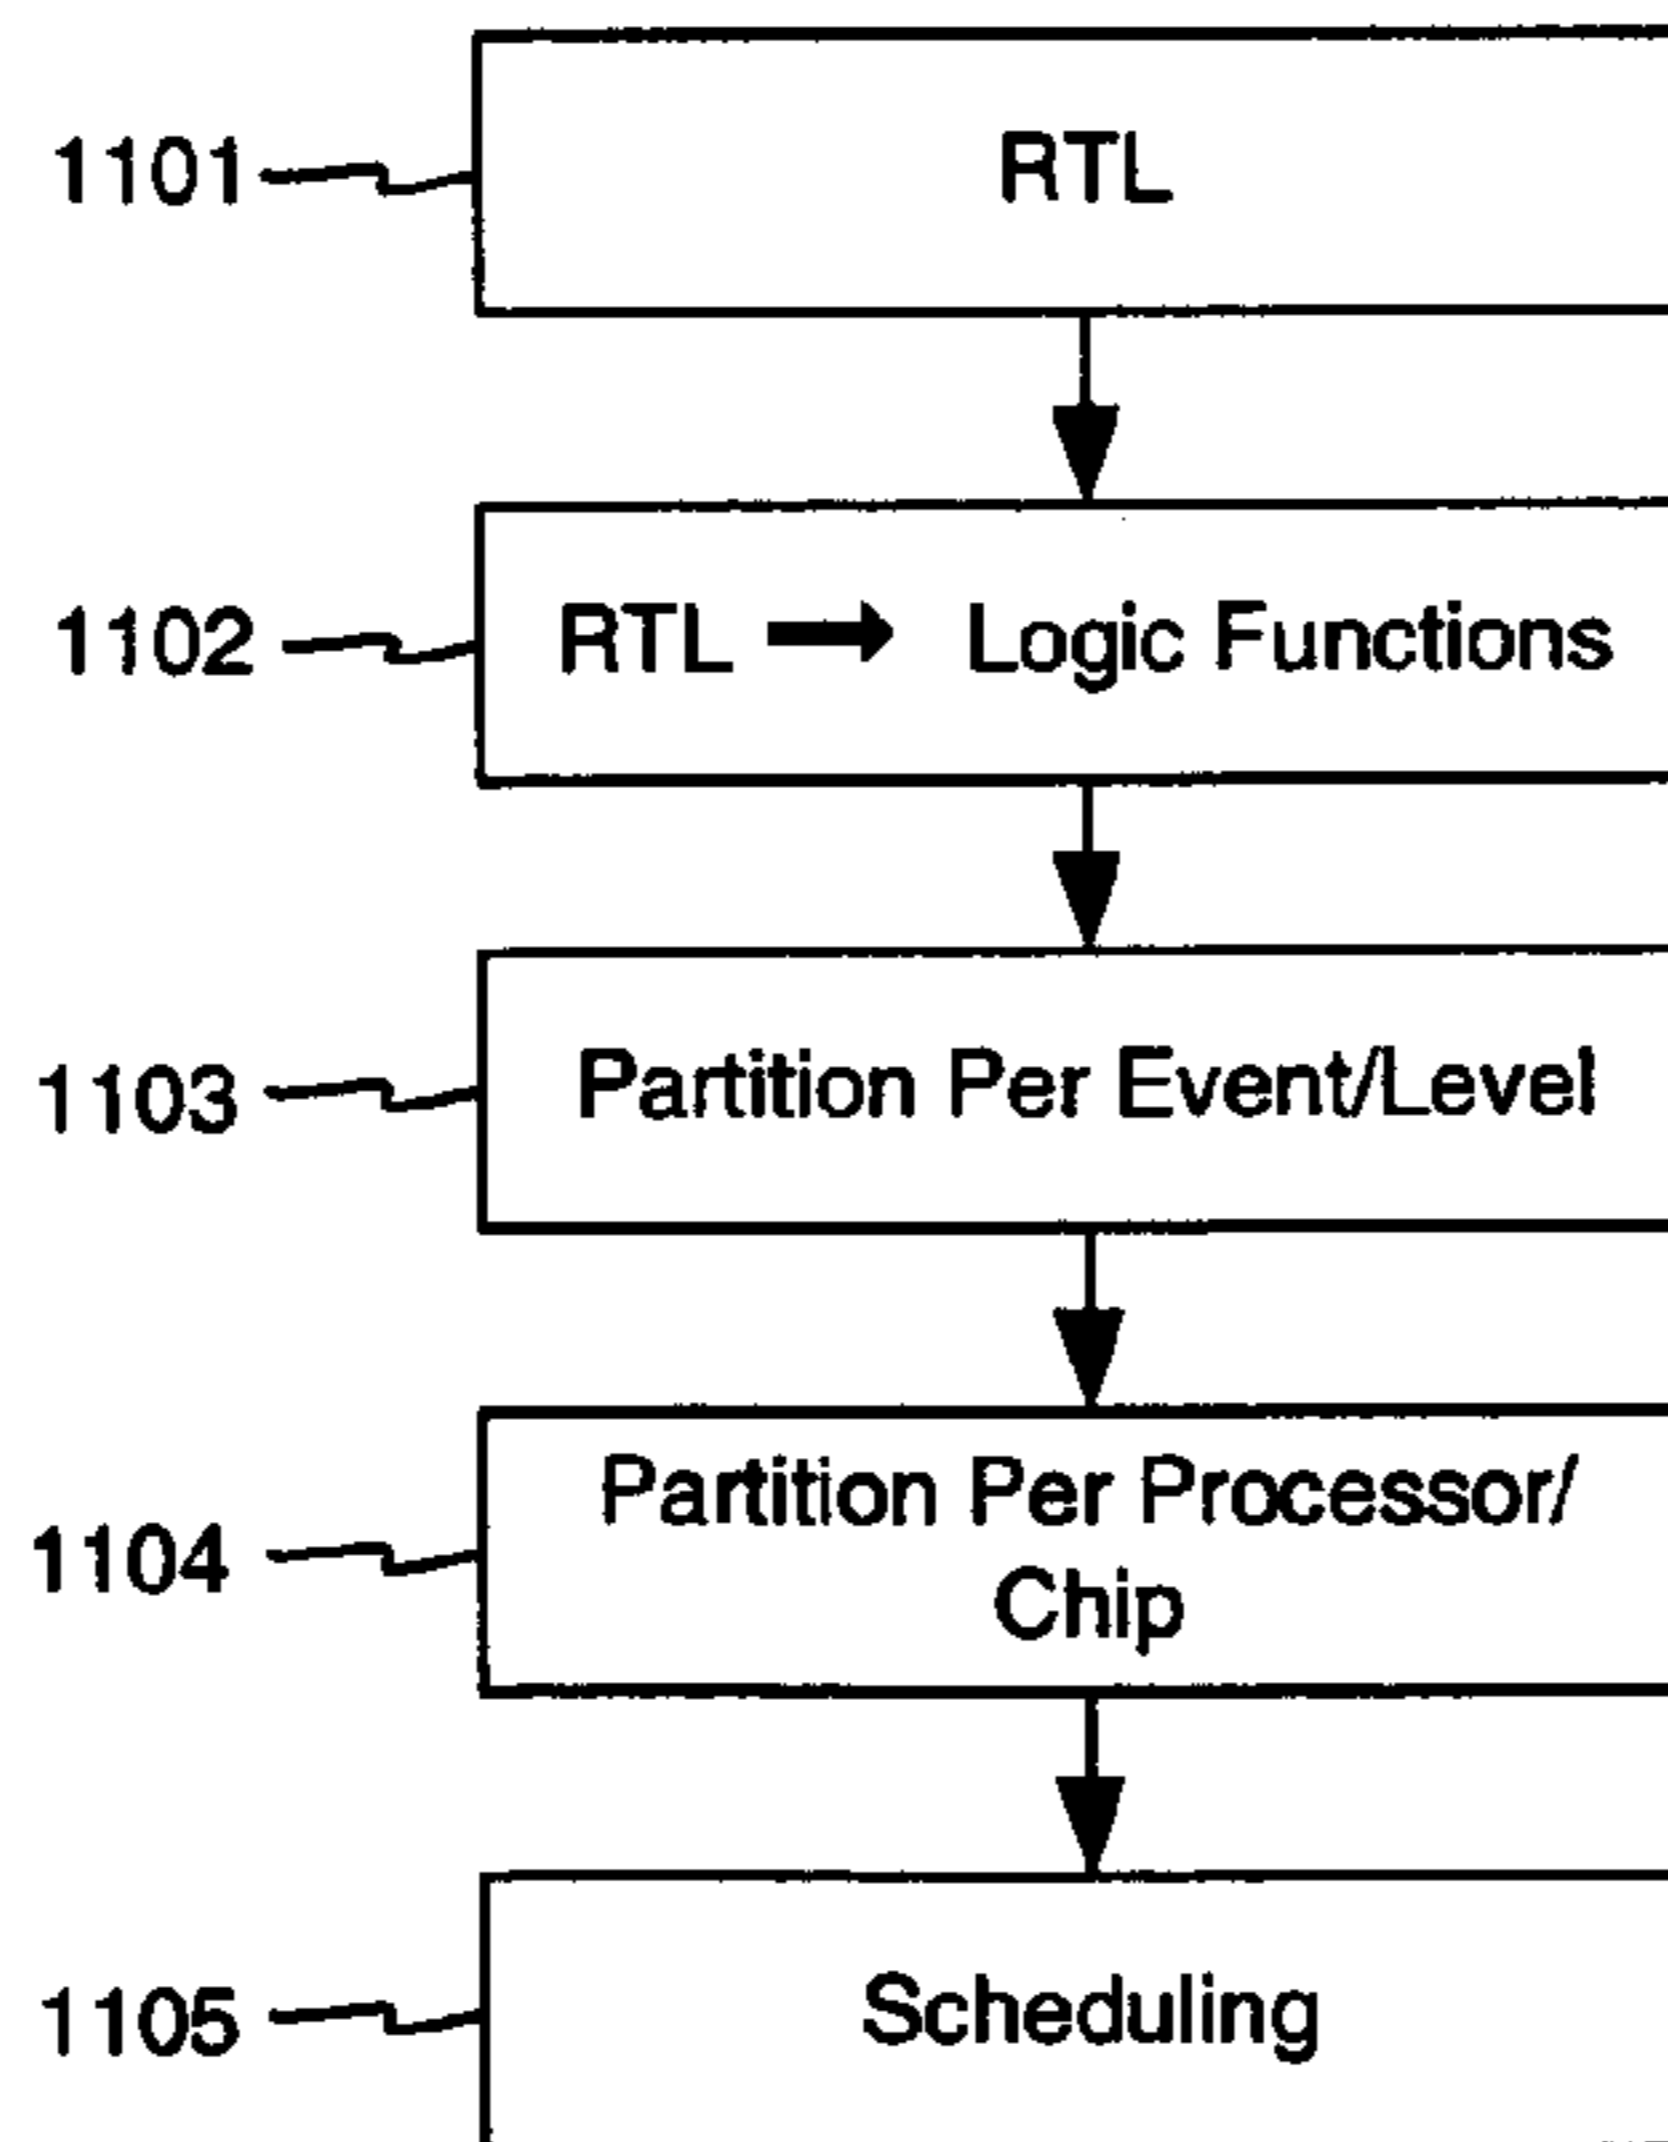 1101 RTL
1102 RTL → Logic Functions
1103 Partition Per Event/Level
1104 Partition Per Processor/
Chip
1105 Scheduling